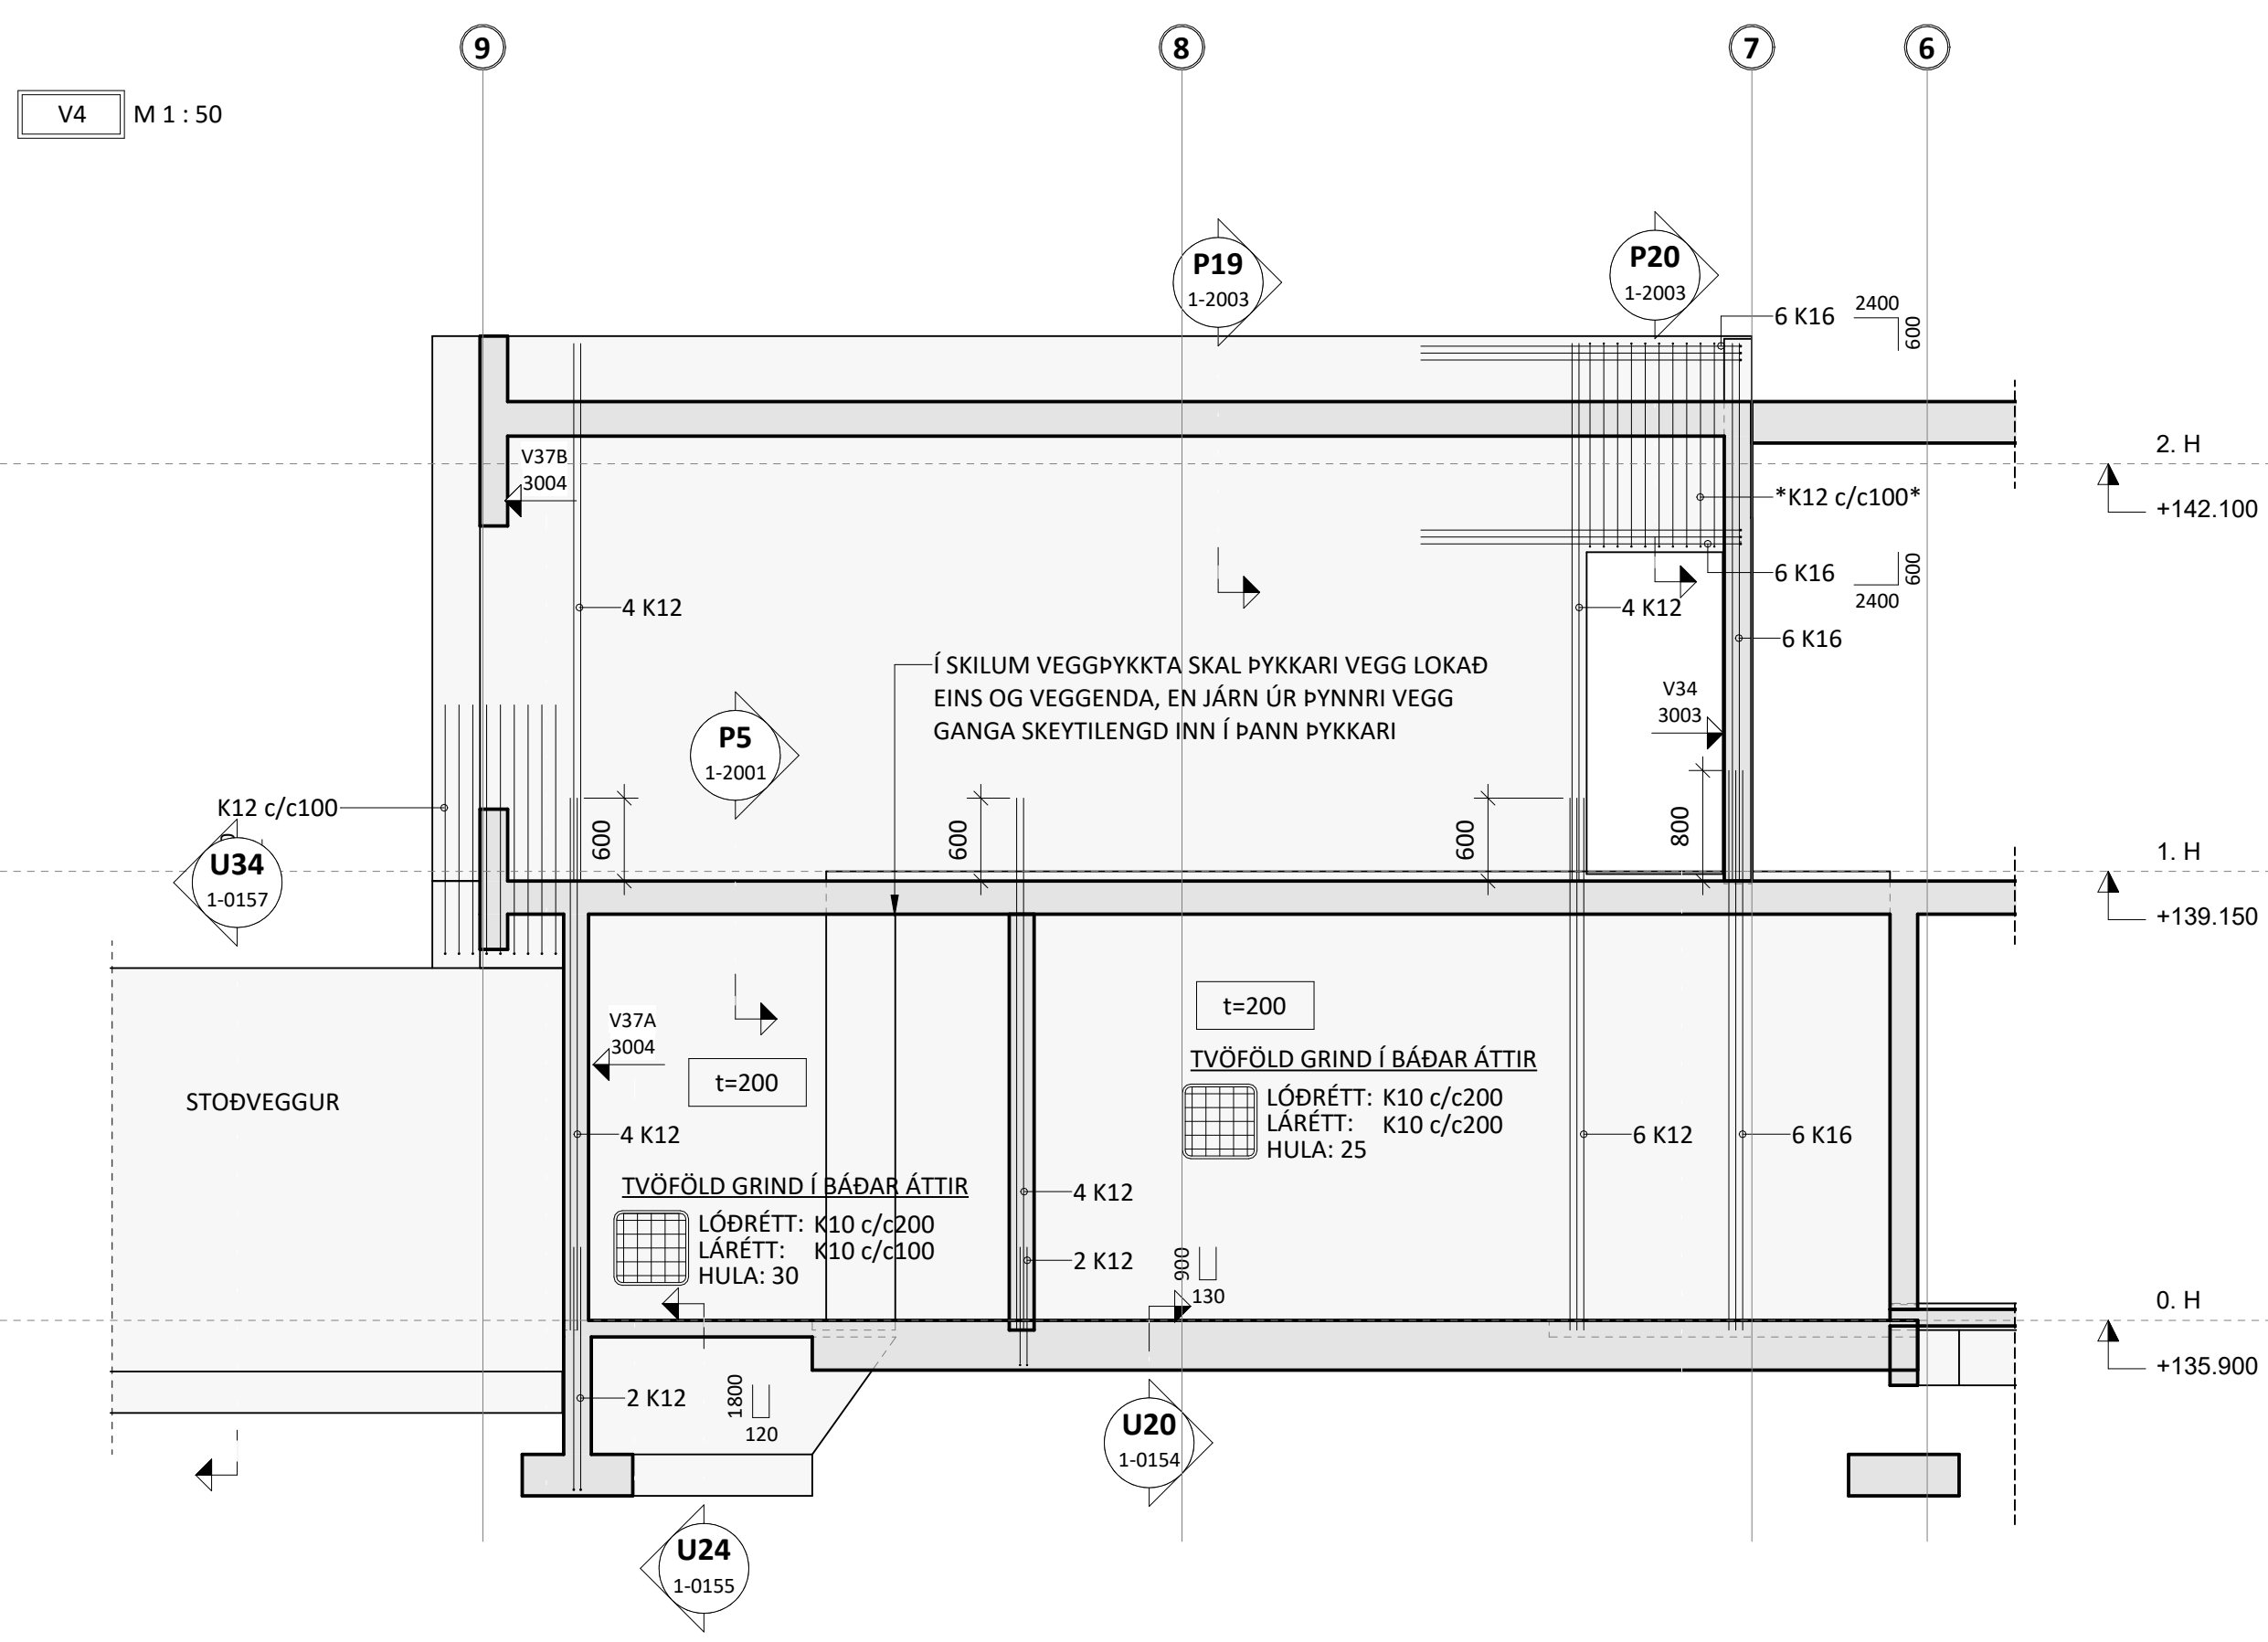 9
8
7
6
V4
M 1 : 50
P19
1-2003
P20
1-2003
6 K16
2400
600
V37B
3004
2. H
+142.100
*K12 c/c100*
6 K16
600
2400
4 K12
4 K12
6 K16
Í SKILUM VEGGÞYKKTA SKAL ÞYKKARI VEGG LOKAÐ
EINS OG VEGGENDA, EN JÁRN ÚR ÞYNNRI VEGG
GANGA SKEYTILENGD INN Í ÞANN ÞYKKARI
V34
3003
P5
1-2001
K12 c/c100
600
600
600
800
U34
1-0157
1. H
+139.150
t=200
V37A
3004
t=200
TVÖFÖLD GRIND Í BÁÐAR ÁTTIR
LÓÐRÉTT: K10 c/c200
LÁRÉTT: K10 c/c200
HULA: 25
STOÐVEGGUR
4 K12
6 K12
6 K16
TVÖFÖLD GRIND Í BÁÐAR ÁTTIR
LÓÐRÉTT: K10 c/c200
LÁRÉTT: K10 c/c100
HULA: 30
4 K12
2 K12
900
130
0. H
+135.900
2 K12
1800
120
U20
1-0154
U24
1-0155